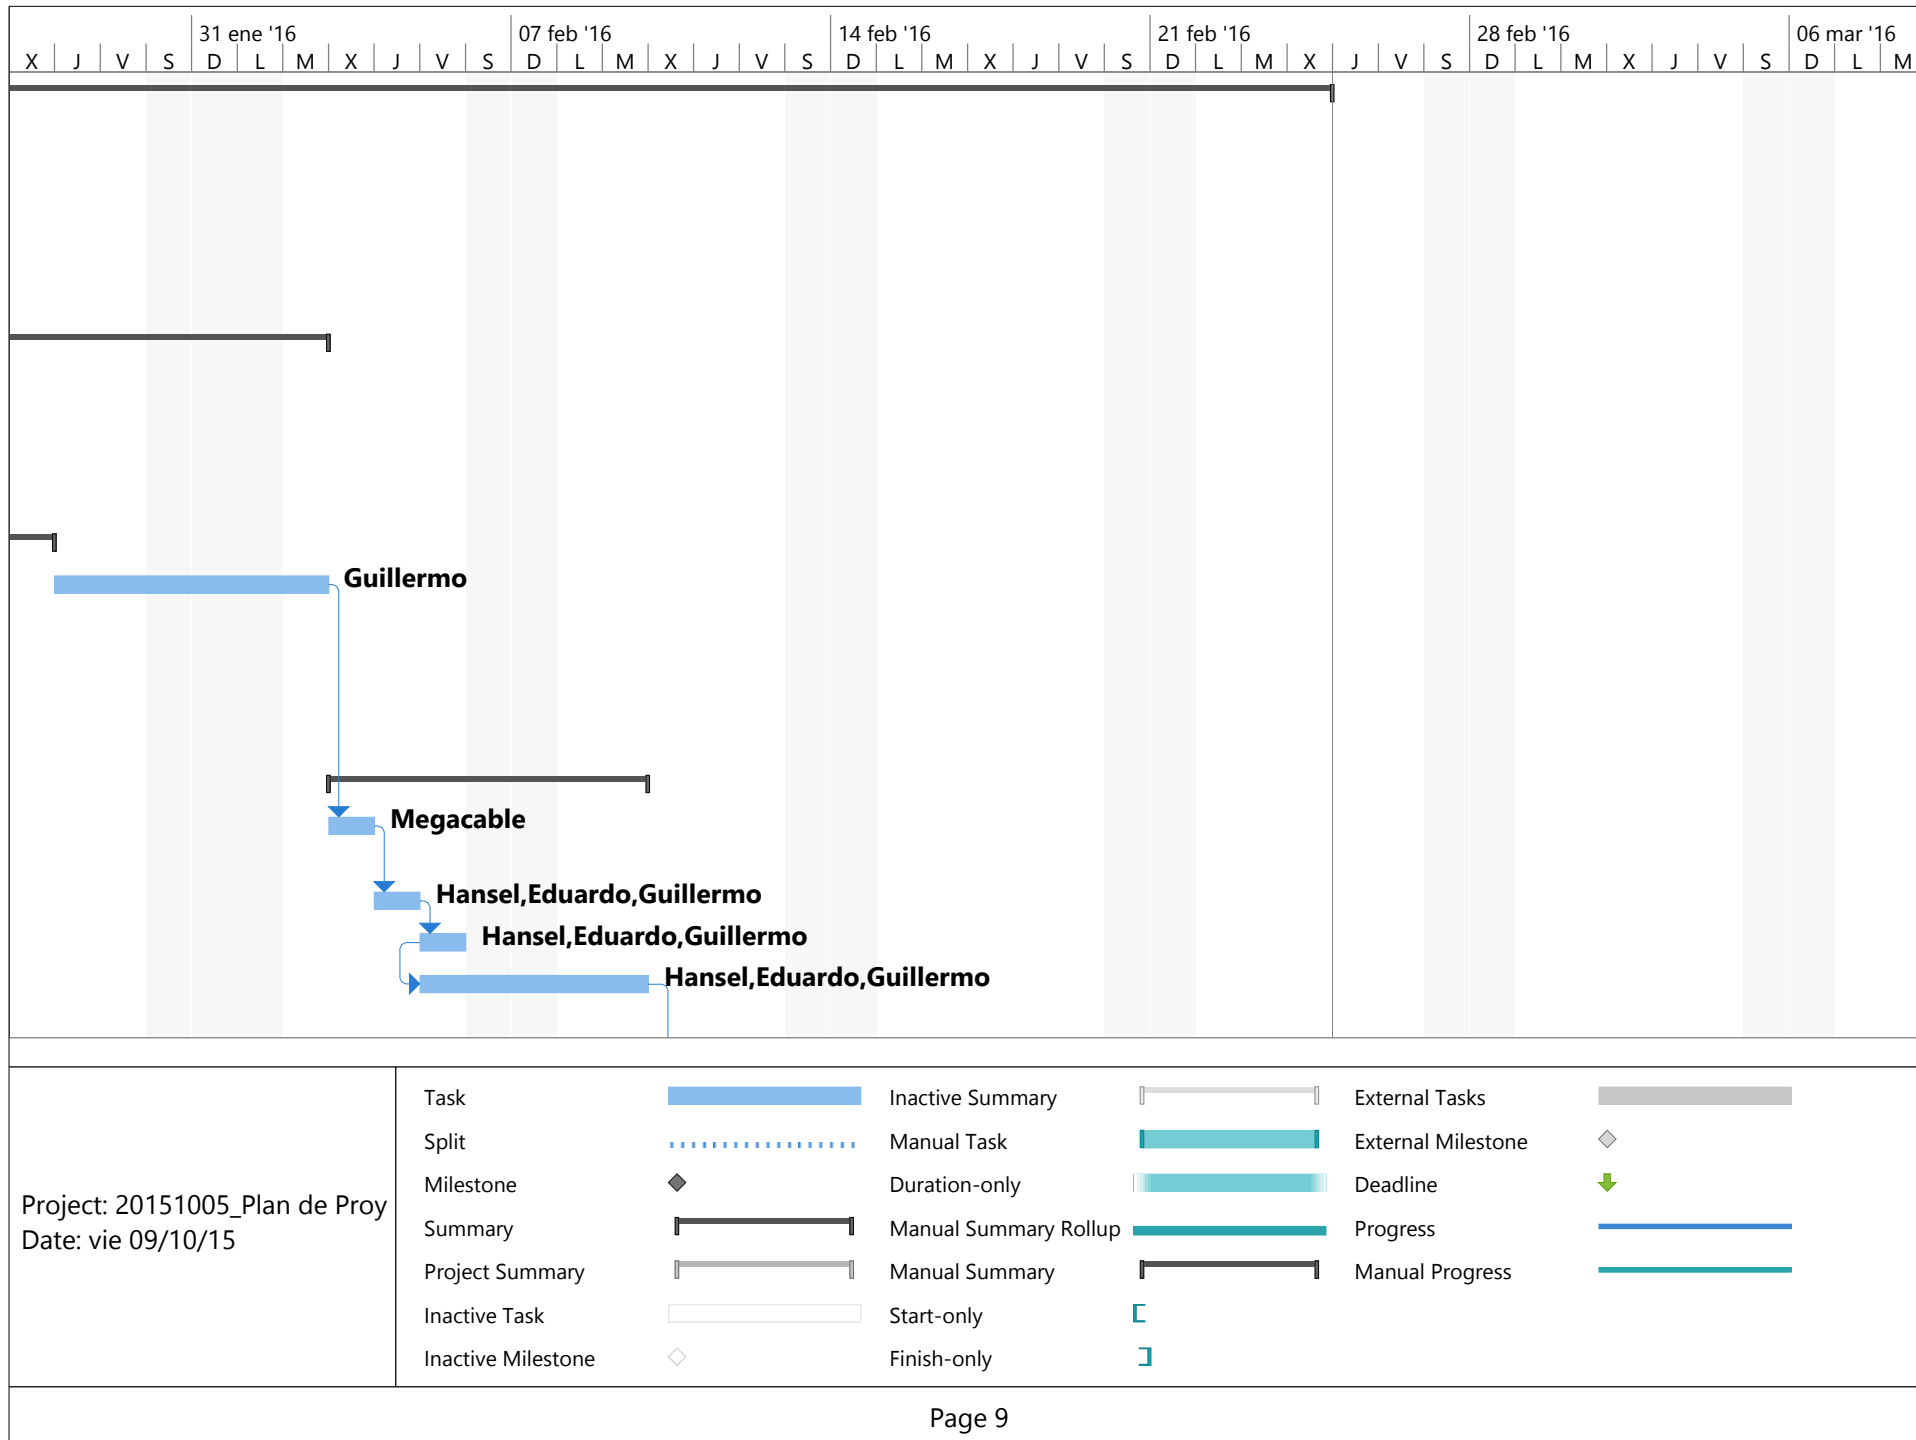 31 ene '16 07 feb '16 14 feb '16 21 feb '16 28 feb '16 06 mar '16
X J V S D L M X J V S D L M X J V S D L M X J V S D L M X J V S D L M X J V S D L M
Guillermo
Megacable
Hansel,Eduardo,Guillermo
Hansel,Eduardo,Guillermo
Hansel,Eduardo,Guillermo
Project: 20151005_Plan de Proy
Date: vie 09/10/15
Task
Split
Milestone
Summary
Project Summary
Inactive Task
Inactive Milestone
Inactive Summary
Manual Task
Duration-only
Manual Summary Rollup
Manual Summary
Start-only
Finish-only
External Tasks
External Milestone
Deadline
Progress
Manual Progress
Page 9